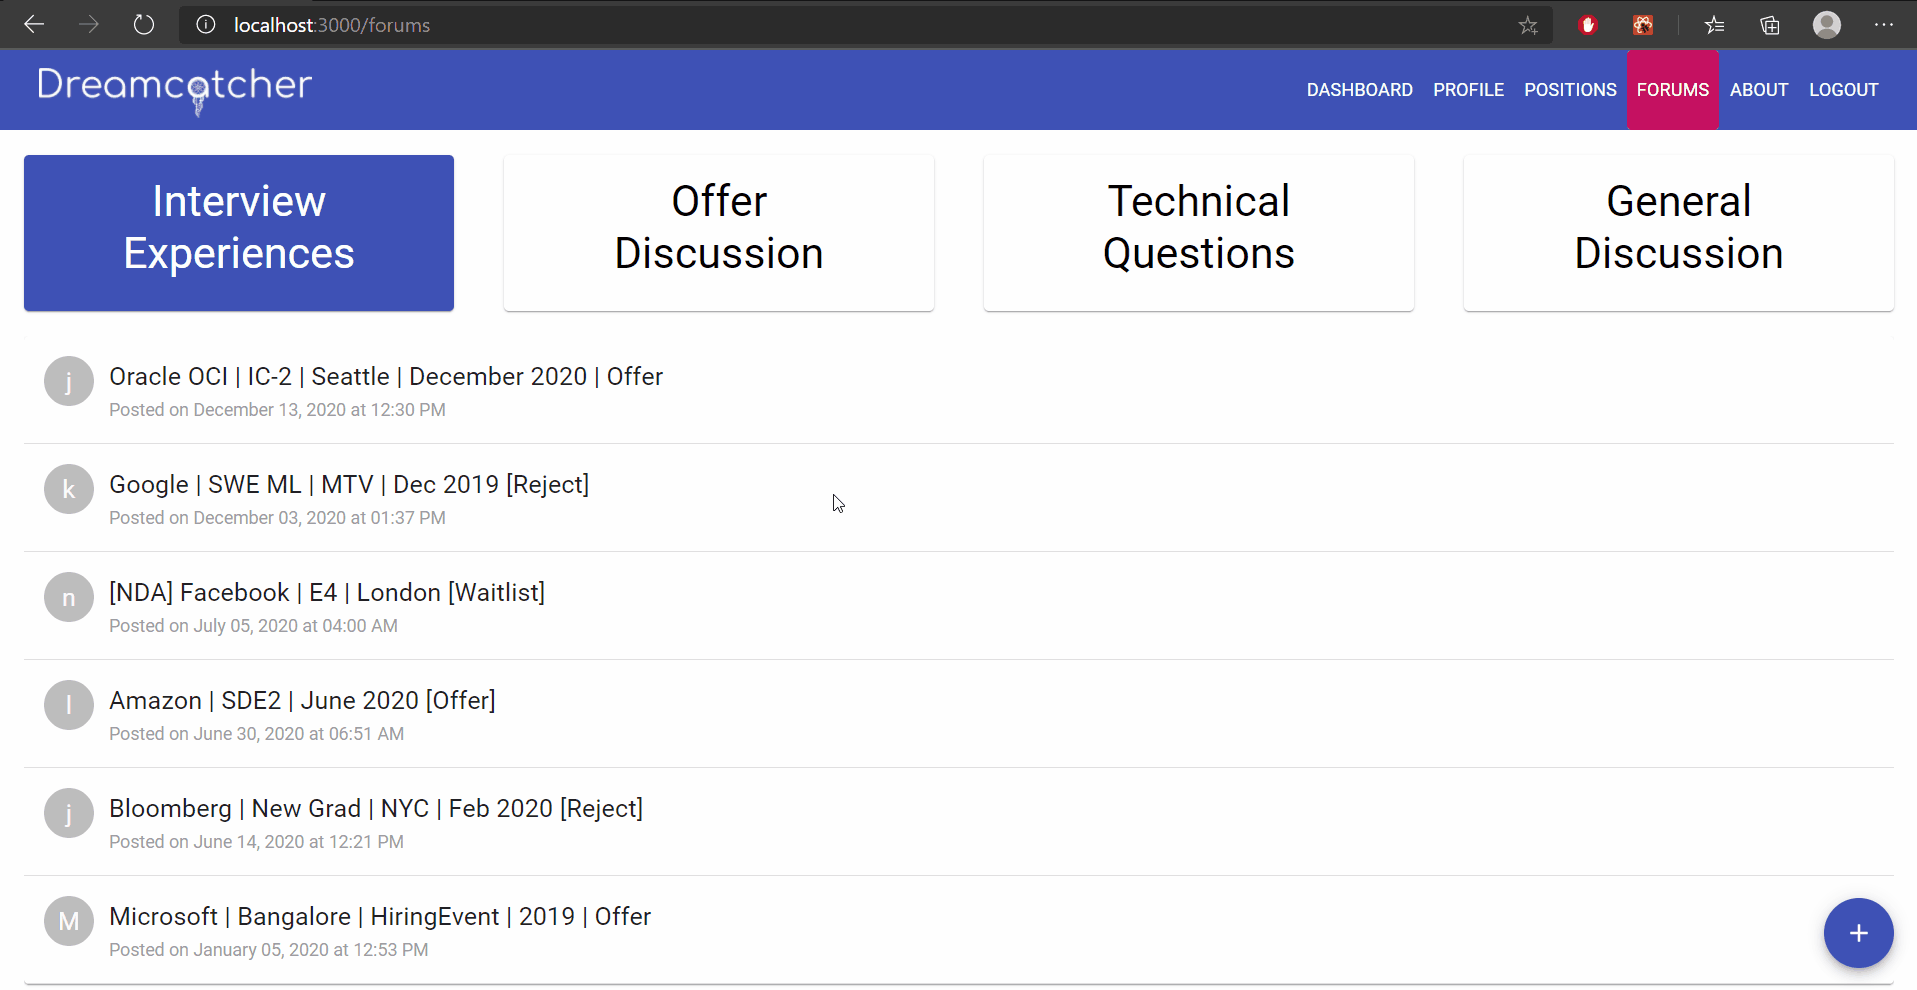 localhost:3000/forums
Dreamcatcher
DASHBOARD PROFILE POSITIONS FORUMS ABOUT LOGOUT
Interview
Experiences
Offer
Discussion
Technical
Questions
General
Discussion
j
Oracle OCI | IC-2 | Seattle | December 2020 | Offer
Posted on December 13, 2020 at 12:30 PM
k
Google | SWE ML | MTV | Dec 2019 [Reject]
Posted on December 03, 2020 at 01:37 PM
n
[NDA] Facebook | E4 | London [Waitlist]
Posted on July 05, 2020 at 04:00 AM
l
Amazon | SDE2 | June 2020 [Offer]
Posted on June 30, 2020 at 06:51 AM
j
Bloomberg | New Grad | NYC | Feb 2020 [Reject]
Posted on June 14, 2020 at 12:21 PM
M
Microsoft | Bangalore | HiringEvent | 2019 | Offer
Posted on January 05, 2020 at 12:53 PM
+